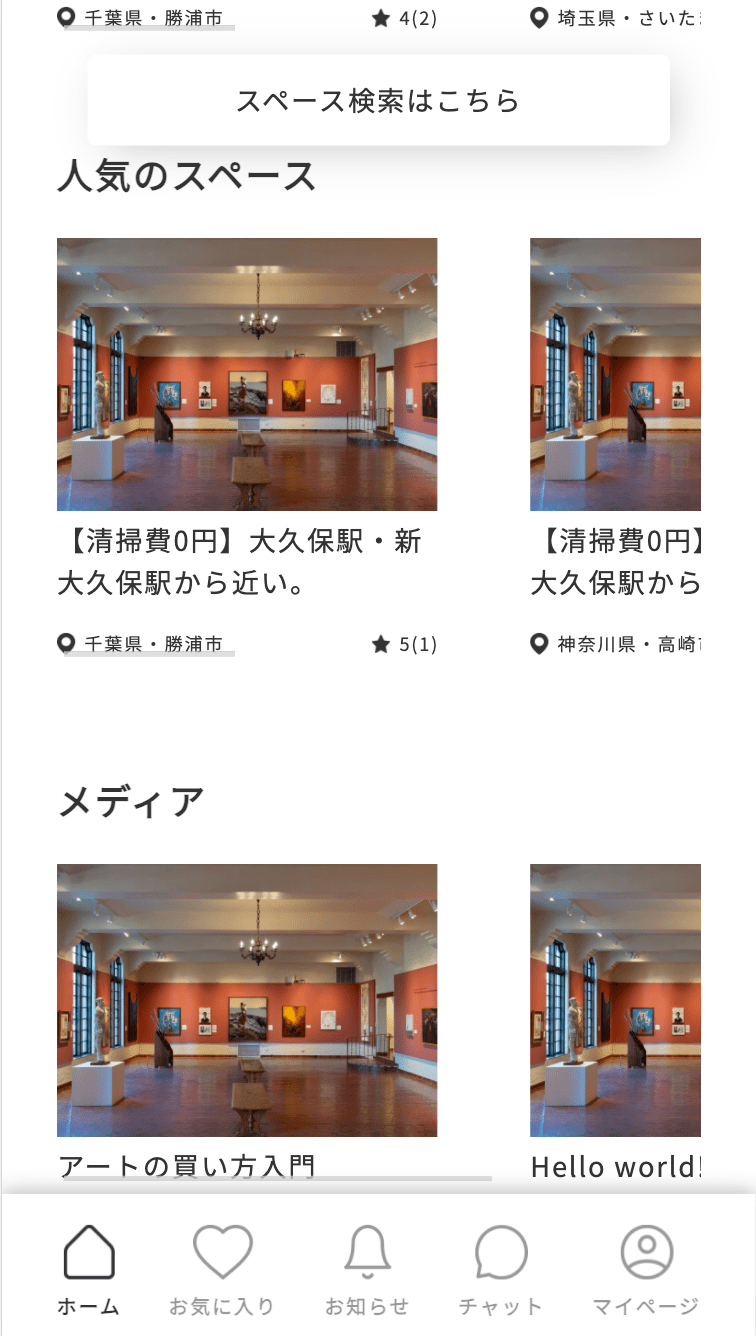 千葉県・勝浦市 4(2) 埼玉県・さいた
スペース検索はこちら
人気のスペース
【清掃費0円】大久保駅・新 【清掃費0円】
大久保駅から近い。 大久保駅から
千葉県・勝浦市 5(1) 神奈川県・高崎
メディア
アートの買い方入門 Hello world!
ホーム お気に入り お知らせ チャット マイページ